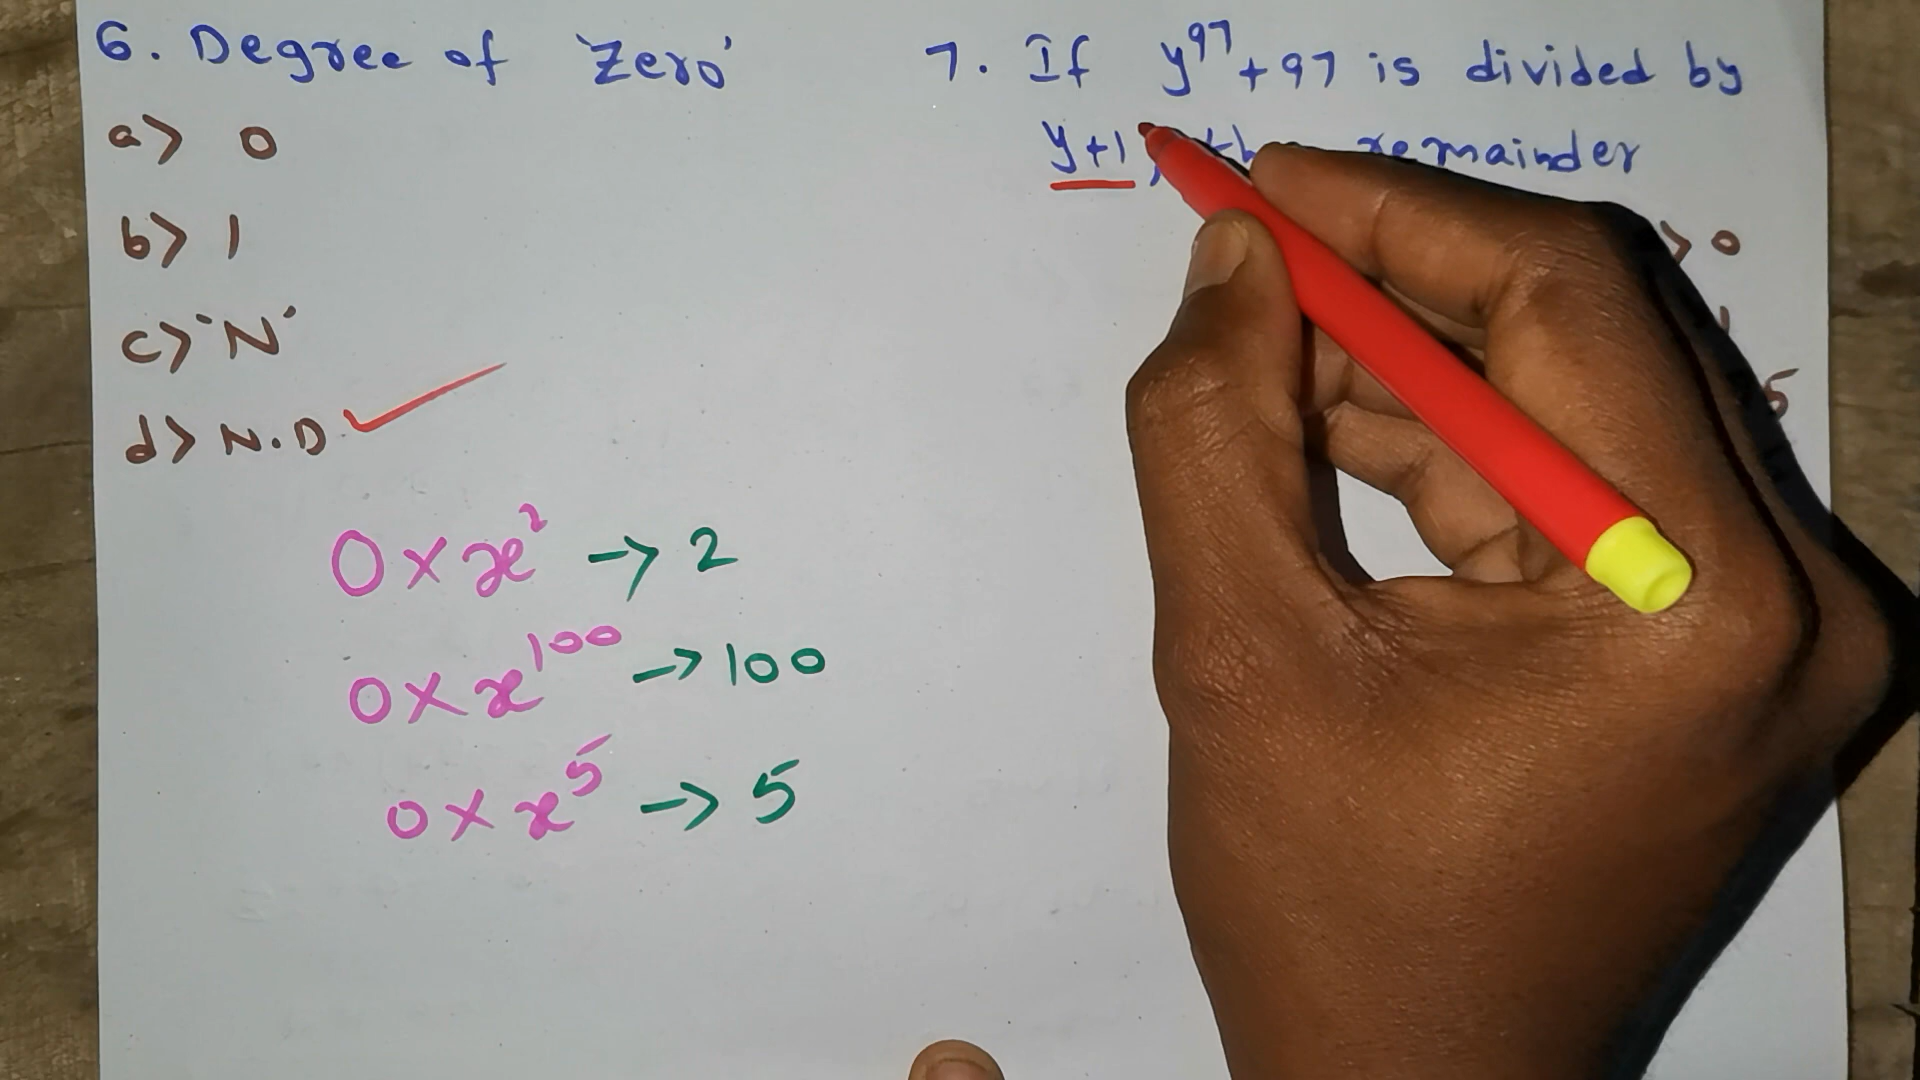 6. Degree of 'Zero'
a> 0
b> 1
c> 'N'
d> N.D
0 × x² → 2
0 × x¹⁰⁰ → 100
0 × x⁵ → 5
7. If y⁹⁷ + 97 is divided by
y+1, remainder
> 0